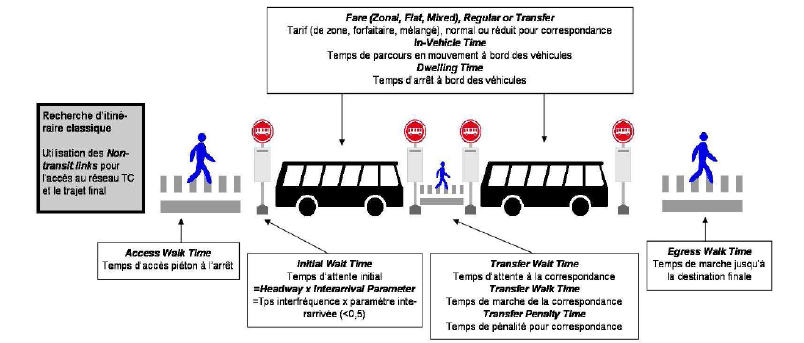 Fare (Zonal, Flat, Mixed), Regular or Transfer
Tarif (de zone, forfaitaire, mélangé), normal ou réduit pour correspondance
In-Vehicle Time
Temps de parcours en mouvement à bord des véhicules
Dwelling Time
Temps d'arrêt à bord des véhicules
Recherche d'itiné-
raire classique
Utilisation des Non-
transit links pour
l'accès au réseau TC
et le trajet final
Access Walk Time
Temps d'accés piéton à l'arrêt
Initial Wait Time
Temps d'attente initial
=Headway x Interarrival Parameter
=Tps interfréquence x paramètre inte-
rarrivée (<0,5)
Transfer Wait Time
Temps d'attente à la correspondance
Transfer Walk Time
Temps de marche de la correspondance
Transfer Penalty Time
Temps de pénalité pour correspondance
Egress Walk Time
Temps de marche jusqu'à
la destination finale